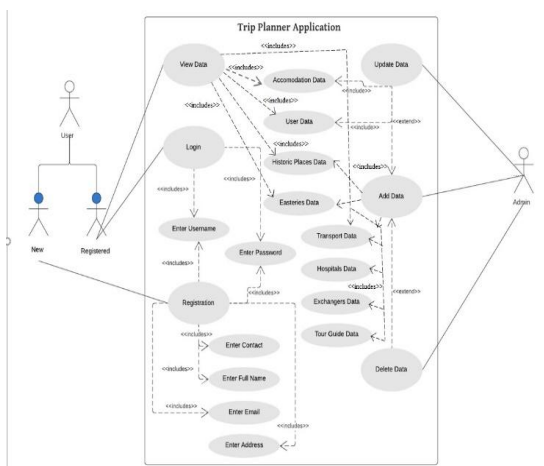 Trip Planner Application
<<includes>>
View Data
Update Data
<<includes>>
Accomodation Data
<<include>>
<<includes>>
<<includes>>
User Data
<<extend>>
User
Login
<<includes>>
Historic Places Data
<<includes>>
<<includes>>
<<includes>>
Easteries Data
Add Data
Admin
New
Registered
Enter Username
Transport Data
Enter Password
<<includes>>
<<includes>>
Hospitals Data
<<includes>>
<<extend>>
Registration
Exchangers Data
Tour Guide Data
<<includes>>
Enter Contact
Delete Data
<<includes>>
Enter Full Name
<<includes>>
Enter Email
<<includes>>
Enter Address